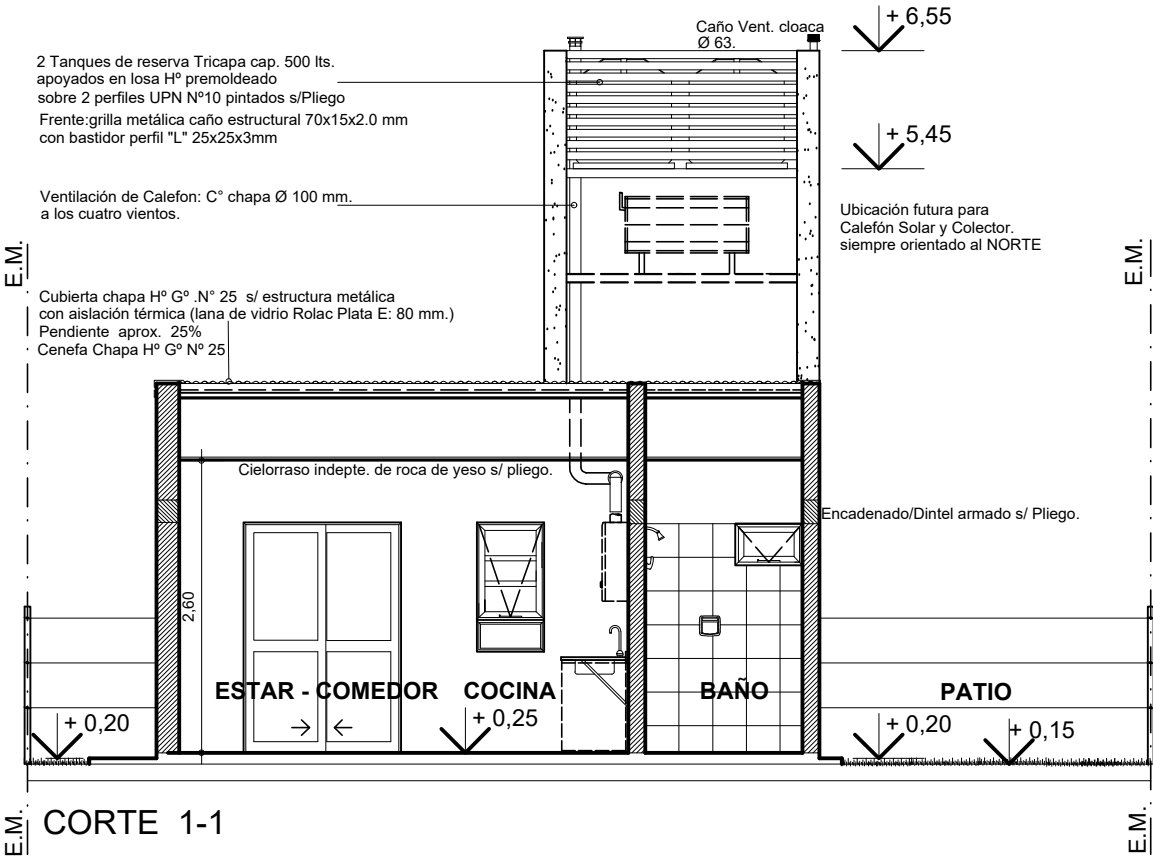 Caño Vent. cloaca
Ø 63.
+ 6,55
2 Tanques de reserva Tricapa cap. 500 lts.
apoyados en losa Hº premoldeado
sobre 2 perfiles UPN Nº10 pintados s/Pliego
Frente:grilla metálica caño estructural 70x15x2.0 mm
con bastidor perfil "L" 25x25x3mm
+ 5,45
Ventilación de Calefon: C° chapa Ø 100 mm.
a los cuatro vientos.
Ubicación futura para
Calefón Solar y Colector.
siempre orientado al NORTE
E.M.
E.M.
Cubierta chapa Hº Gº .N° 25 s/ estructura metálica
con aislación térmica (lana de vidrio Rolac Plata E: 80 mm.)
Pendiente aprox. 25%
Cenefa Chapa Hº Gº Nº 25
Cielorraso indepte. de roca de yeso s/ pliego.
Encadenado/Dintel armado s/ Pliego.
2,60
ESTAR - COMEDOR
COCINA
BAÑO
PATIO
+ 0,20
+ 0,25
+ 0,20
+ 0,15
E.M.
CORTE 1-1
E.M.